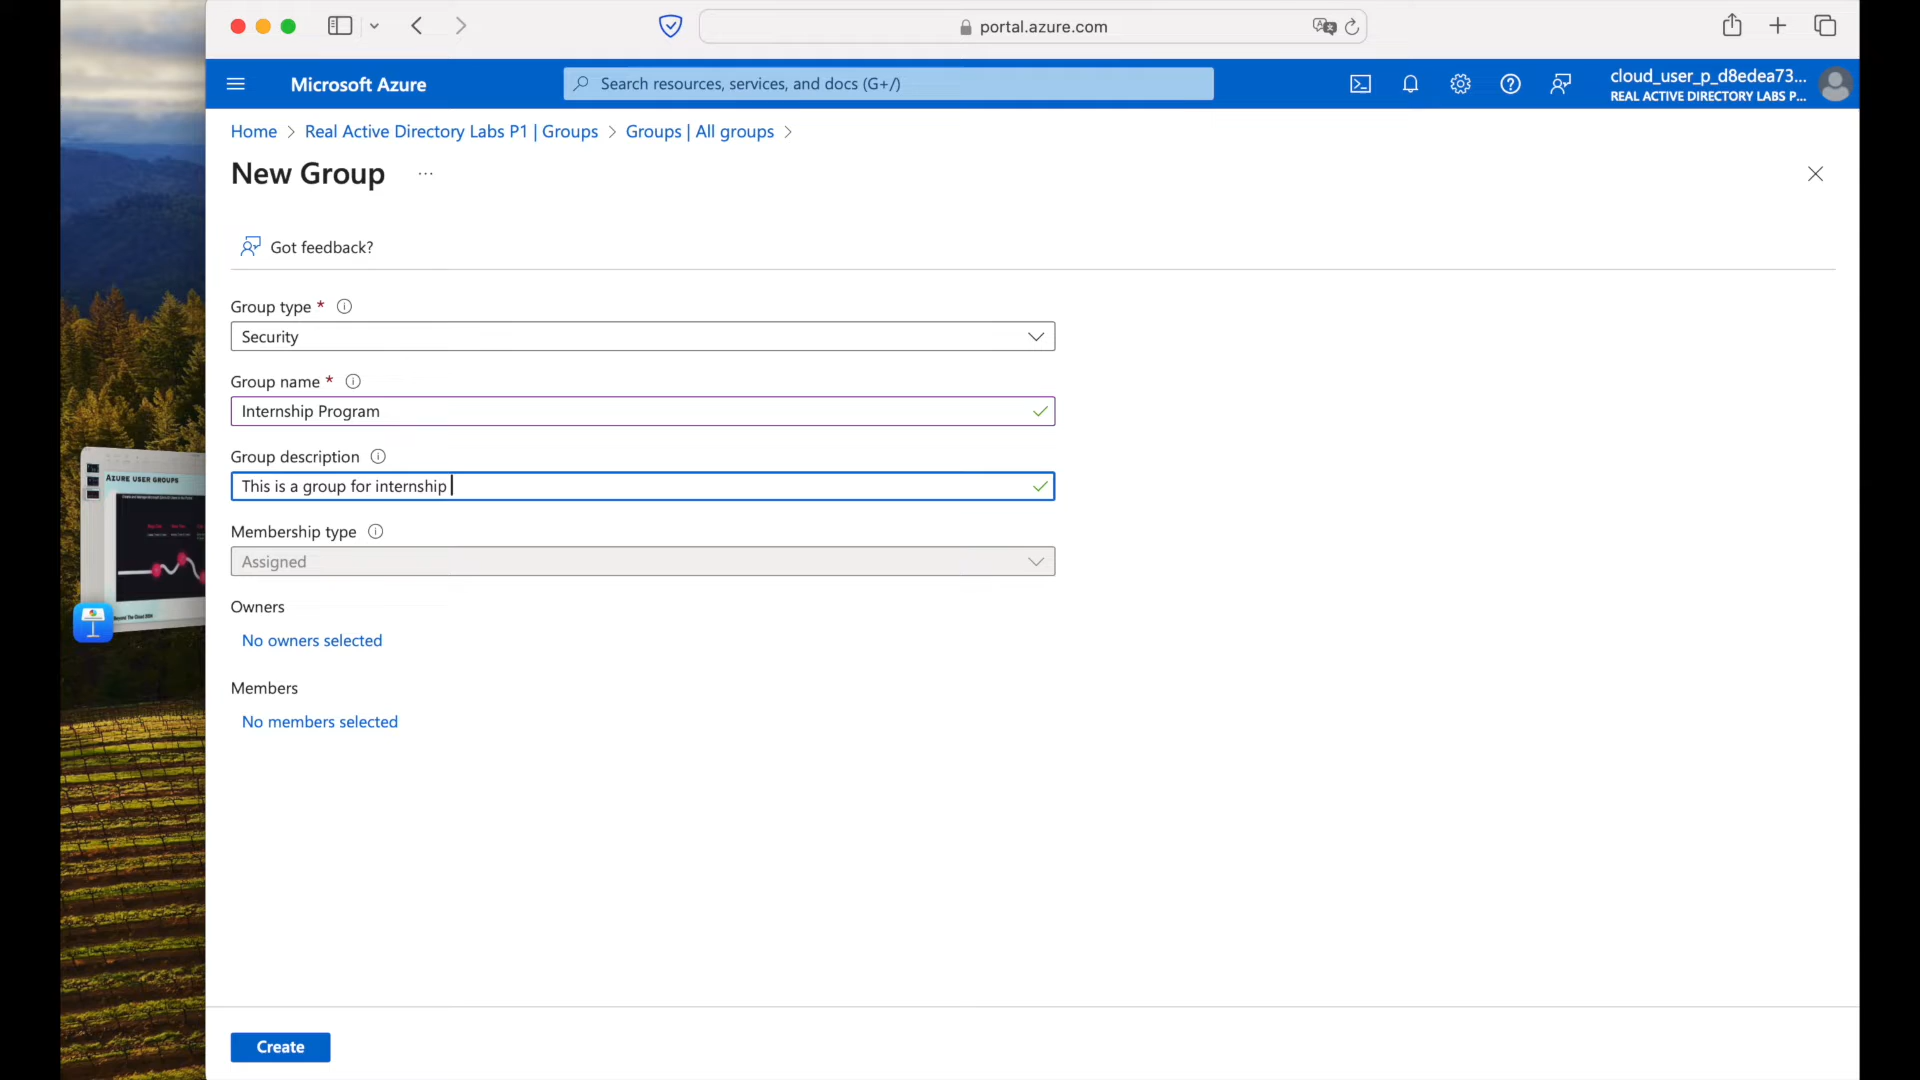 portal.azure.com
Microsoft Azure
Search resources, services, and docs (G+/)
cloud_user_p_d8edea73...
REAL ACTIVE DIRECTORY LABS P...
Home > Real Active Directory Labs P1 | Groups > Groups | All groups >
New Group
...
Got feedback?
Group type *
Security
Group name *
Internship Program
Group description
This is a group for internship
Membership type
Assigned
Owners
No owners selected
Members
No members selected
Create
AZURE USER GROUPS